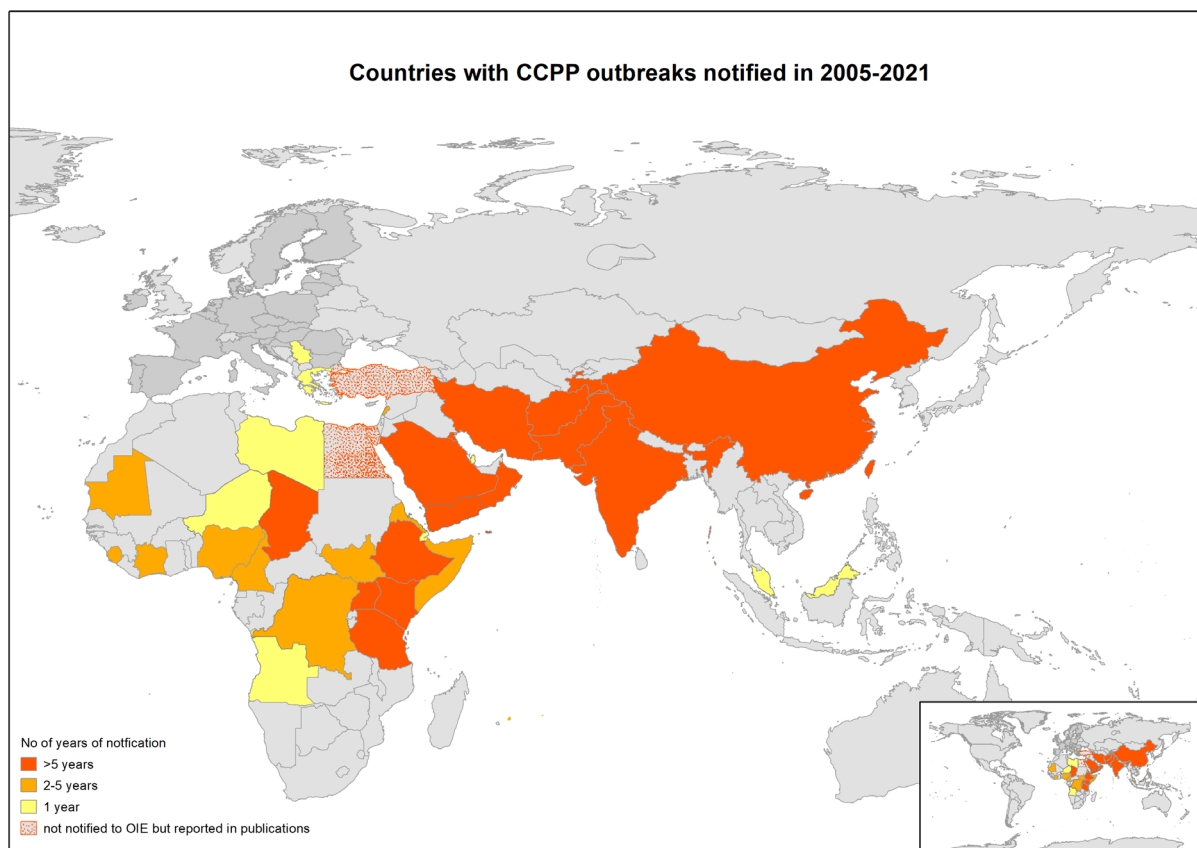 Countries with CCPP outbreaks notified in 2005-2021
No of years of notfication
>5 years
2-5 years
1 year
not notified to OIE but reported in publications